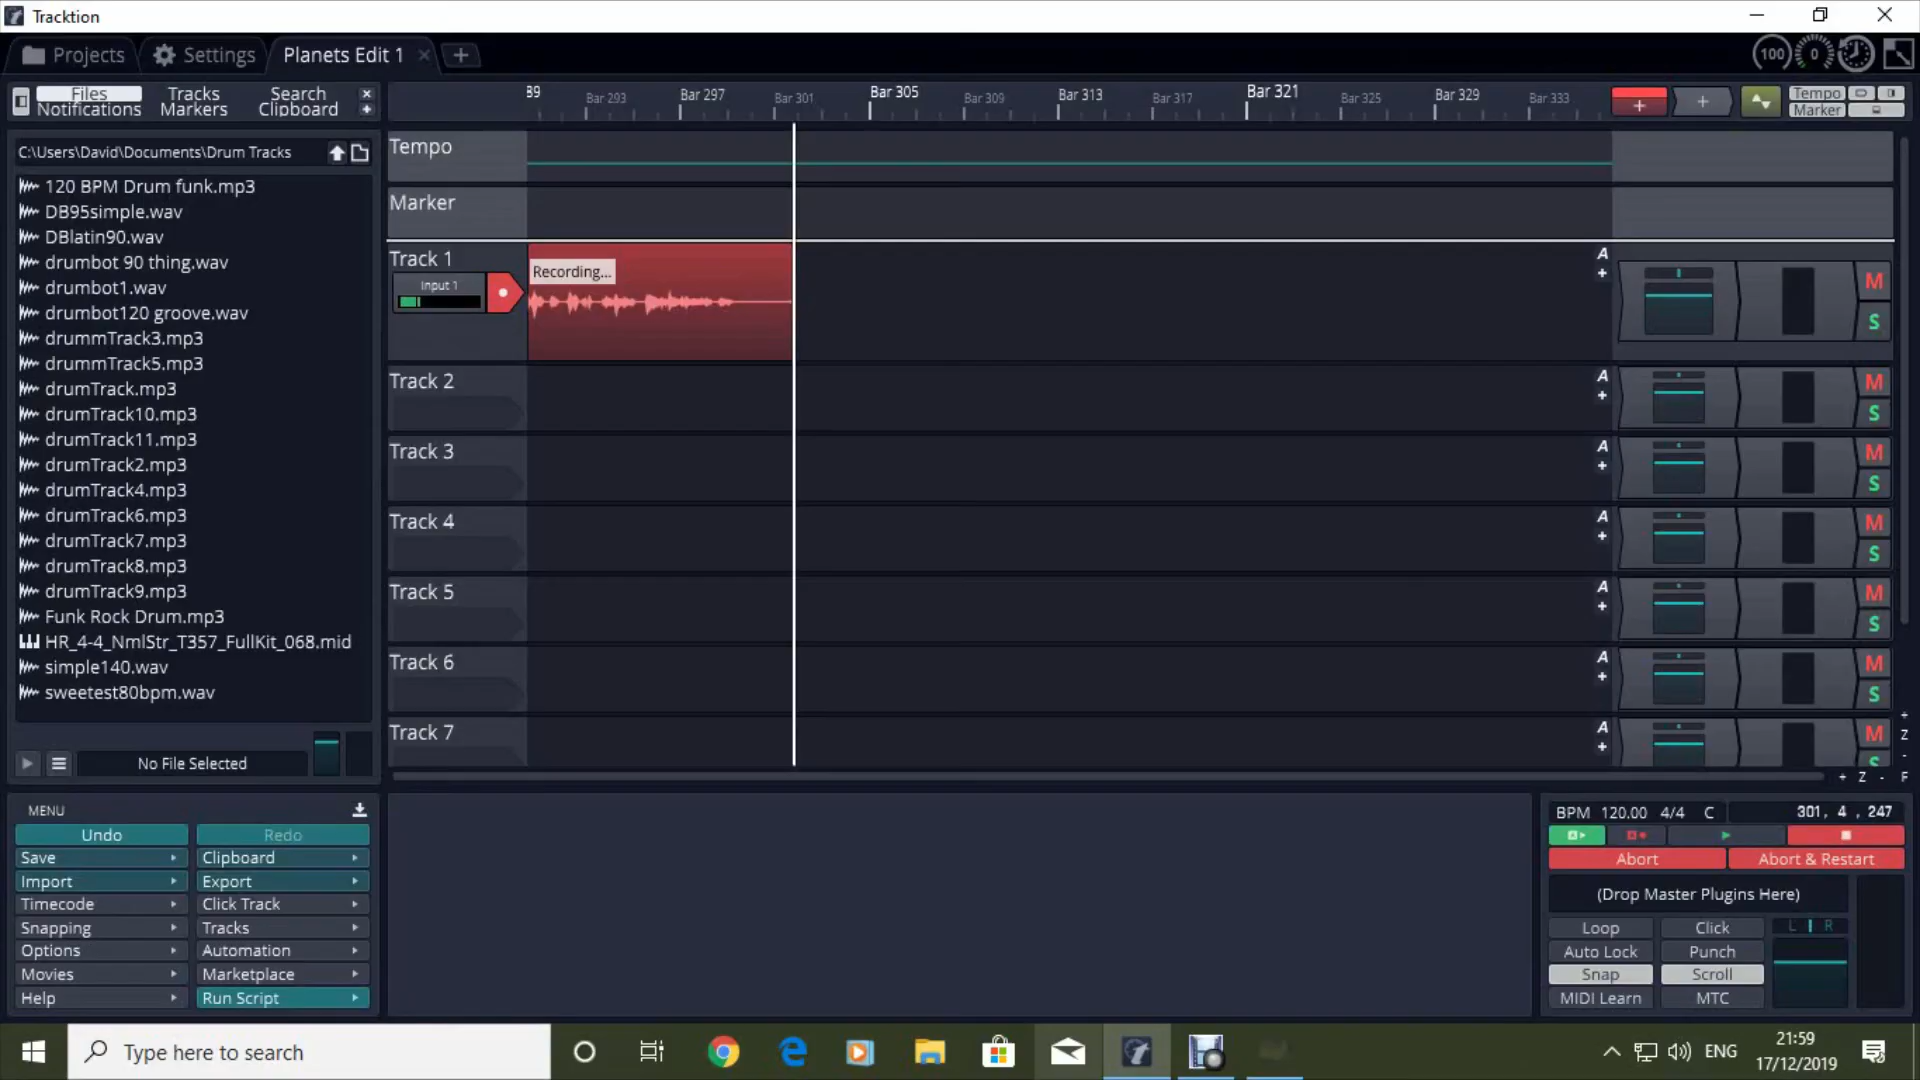 Tracktion
Projects
Settings
Planets Edit 1
100
0
Files
Tracks
Search
Notifications
Markers
Clipboard
89
Bar 293
Bar 297
Bar 301
Bar 305
Bar 309
Bar 313
Bar 317
Bar 321
Bar 325
Bar 329
Bar 333
Tempo
Marker
C:\Users\David\Documents\Drum Tracks
120 BPM Drum funk.mp3
DB95simple.wav
DBlatin90.wav
drumbot 90 thing.wav
drumbot1.wav
drumbot120 groove.wav
drummTrack3.mp3
drummTrack5.mp3
drumTrack.mp3
drumTrack10.mp3
drumTrack11.mp3
drumTrack2.mp3
drumTrack4.mp3
drumTrack6.mp3
drumTrack7.mp3
drumTrack8.mp3
drumTrack9.mp3
Funk Rock Drum.mp3
HR_4-4_NmlStr_T357_FullKit_068.mid
simple140.wav
sweetest80bpm.wav
No File Selected
Tempo
Marker
Track 1
Input 1
Recording...
A
M
S
Track 2
A
M
S
Track 3
A
M
S
Track 4
A
M
S
Track 5
A
M
S
Track 6
A
M
S
Track 7
A
M
S
+
Z
-
+ Z - F
MENU
Undo
Redo
Save
Clipboard
Import
Export
Timecode
Click Track
Snapping
Tracks
Options
Automation
Movies
Marketplace
Help
Run Script
BPM 120.00 4/4 C
301, 4 , 247
Abort
Abort & Restart
(Drop Master Plugins Here)
Loop
Click
L R
Auto Lock
Punch
Snap
Scroll
MIDI Learn
MTC
Type here to search
ENG
21:59
17/12/2019